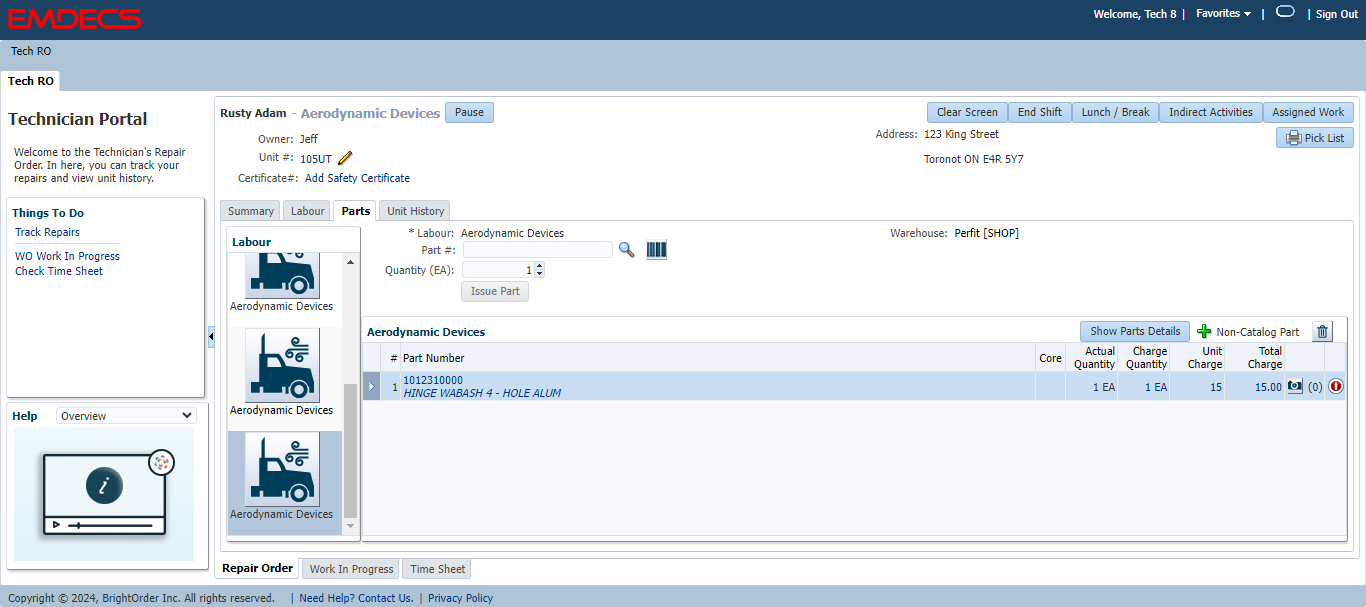 EMDECS
Welcome, Tech 8 | Favorites | | Sign Out
Tech RO
Tech RO
Technician Portal
Welcome to the Technician's Repair
Order. In here, you can track your
repairs and view unit history.
Things To Do
Track Repairs
WO Work In Progress
Check Time Sheet
Help Overview
i
Rusty Adam - Aerodynamic Devices Pause
Clear Screen End Shift Lunch / Break Indirect Activities Assigned Work
Owner: Jeff
Unit #: 105UT
Certificate#: Add Safety Certificate
Address: 123 King Street
Toronot ON E4R 5Y7
Pick List
Summary Labour Parts Unit History
Labour
Aerodynamic Devices
Aerodynamic Devices
Aerodynamic Devices
* Labour: Aerodynamic Devices
Warehouse: Perfit [SHOP]
Part #:
Quantity (EA): 1
Issue Part
Aerodynamic Devices
Show Parts Details Non-Catalog Part
# Part Number Core Actual Quantity Charge Quantity Unit Charge Total Charge
1 1012310000 1 EA 1 EA 15 15.00 (0)
HINGE WABASH 4 - HOLE ALUM
Repair Order Work In Progress Time Sheet
Copyright © 2024, BrightOrder Inc. All rights reserved. | Need Help? Contact Us. | Privacy Policy